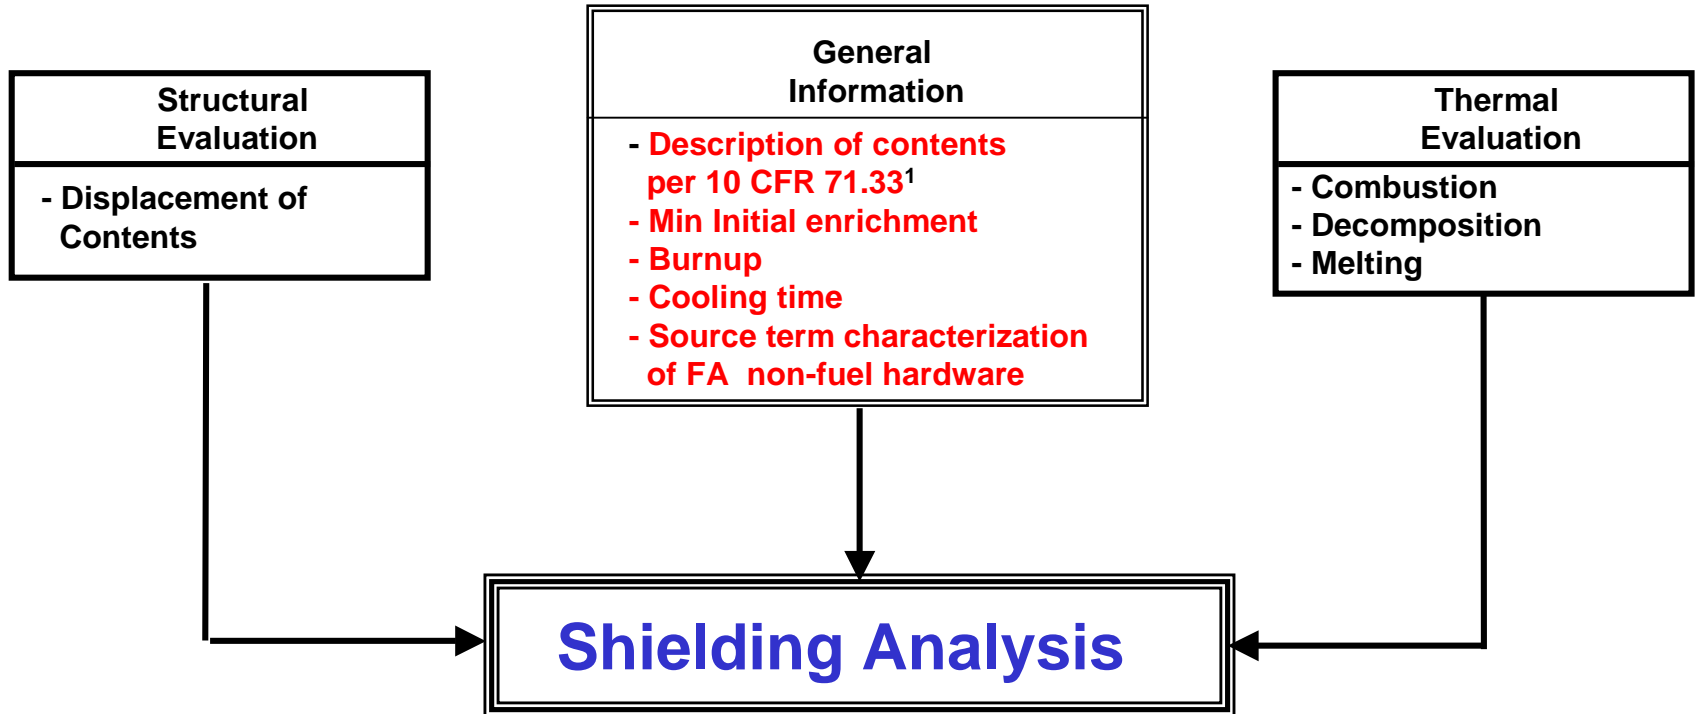 Structural
Evaluation
- Displacement of
Contents
General
Information
- Description of contents
per 10 CFR 71.33¹
- Min Initial enrichment
- Burnup
- Cooling time
- Source term characterization
of FA non-fuel hardware
Thermal
Evaluation
- Combustion
- Decomposition
- Melting
Shielding Analysis